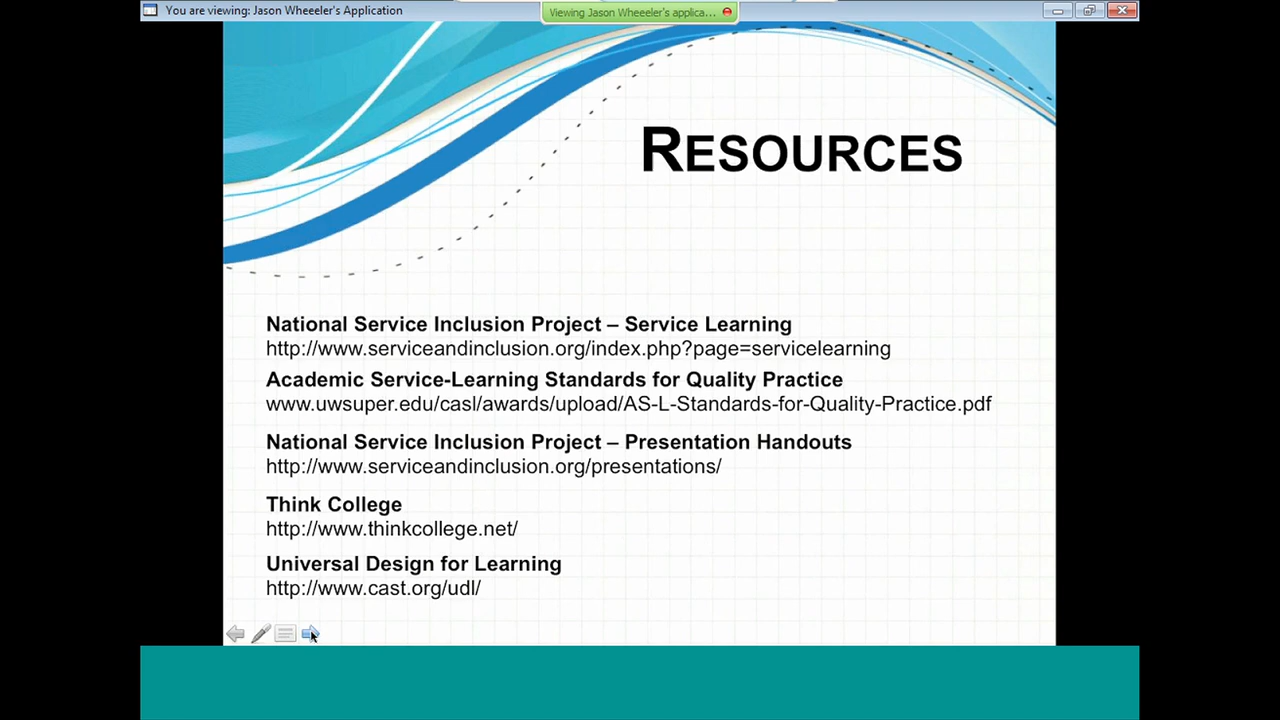 You are viewing: Jason Wheeeler's Application
Viewing Jason Wheeeler's applica...
RESOURCES
National Service Inclusion Project – Service Learning
http://www.serviceandinclusion.org/index.php?page=servicelearning
Academic Service-Learning Standards for Quality Practice
www.uwsuper.edu/casl/awards/upload/AS-L-Standards-for-Quality-Practice.pdf
National Service Inclusion Project – Presentation Handouts
http://www.serviceandinclusion.org/presentations/
Think College
http://www.thinkcollege.net/
Universal Design for Learning
http://www.cast.org/udl/